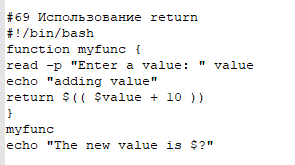 #69 Использование return
#!/bin/bash
function myfunc {
read -p "Enter a value: " value
echo "adding value"
return $(( $value + 10 ))
}
myfunc
echo "The new value is $?"